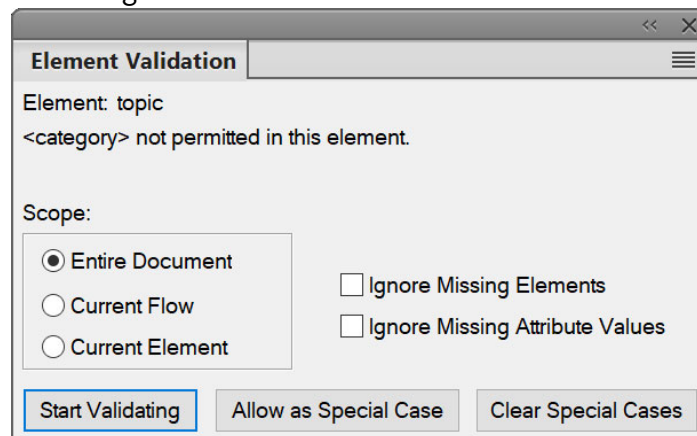 Element Validation
Element: topic
<category> not permitted in this element.
Scope:
Entire Document
Current Flow
Current Element
Ignore Missing Elements
Ignore Missing Attribute Values
Start Validating
Allow as Special Case
Clear Special Cases